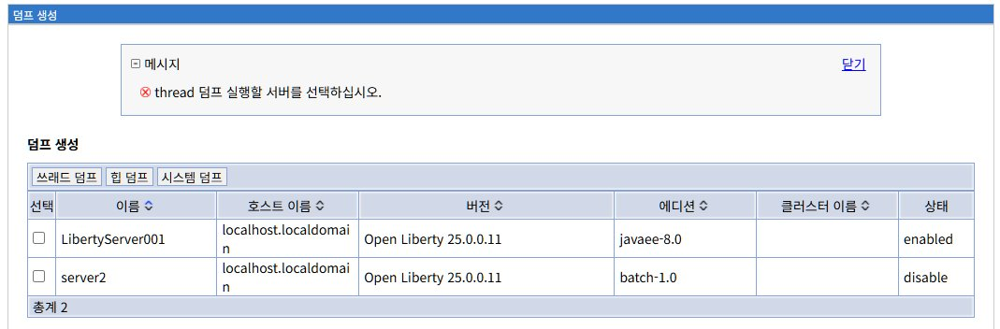 덤프 생성
메시지 닫기
thread 덤프 실행할 서버를 선택하십시오.
덤프 생성
쓰래드 덤프 힙 덤프 시스템 덤프
선택 이름 호스트 이름 버전 에디션 클러스터 이름 상태
LibertyServer001 localhost.localdomai
n Open Liberty 25.0.0.11 javaee-8.0 enabled
server2 localhost.localdomai
n Open Liberty 25.0.0.11 batch-1.0 disable
총계 2